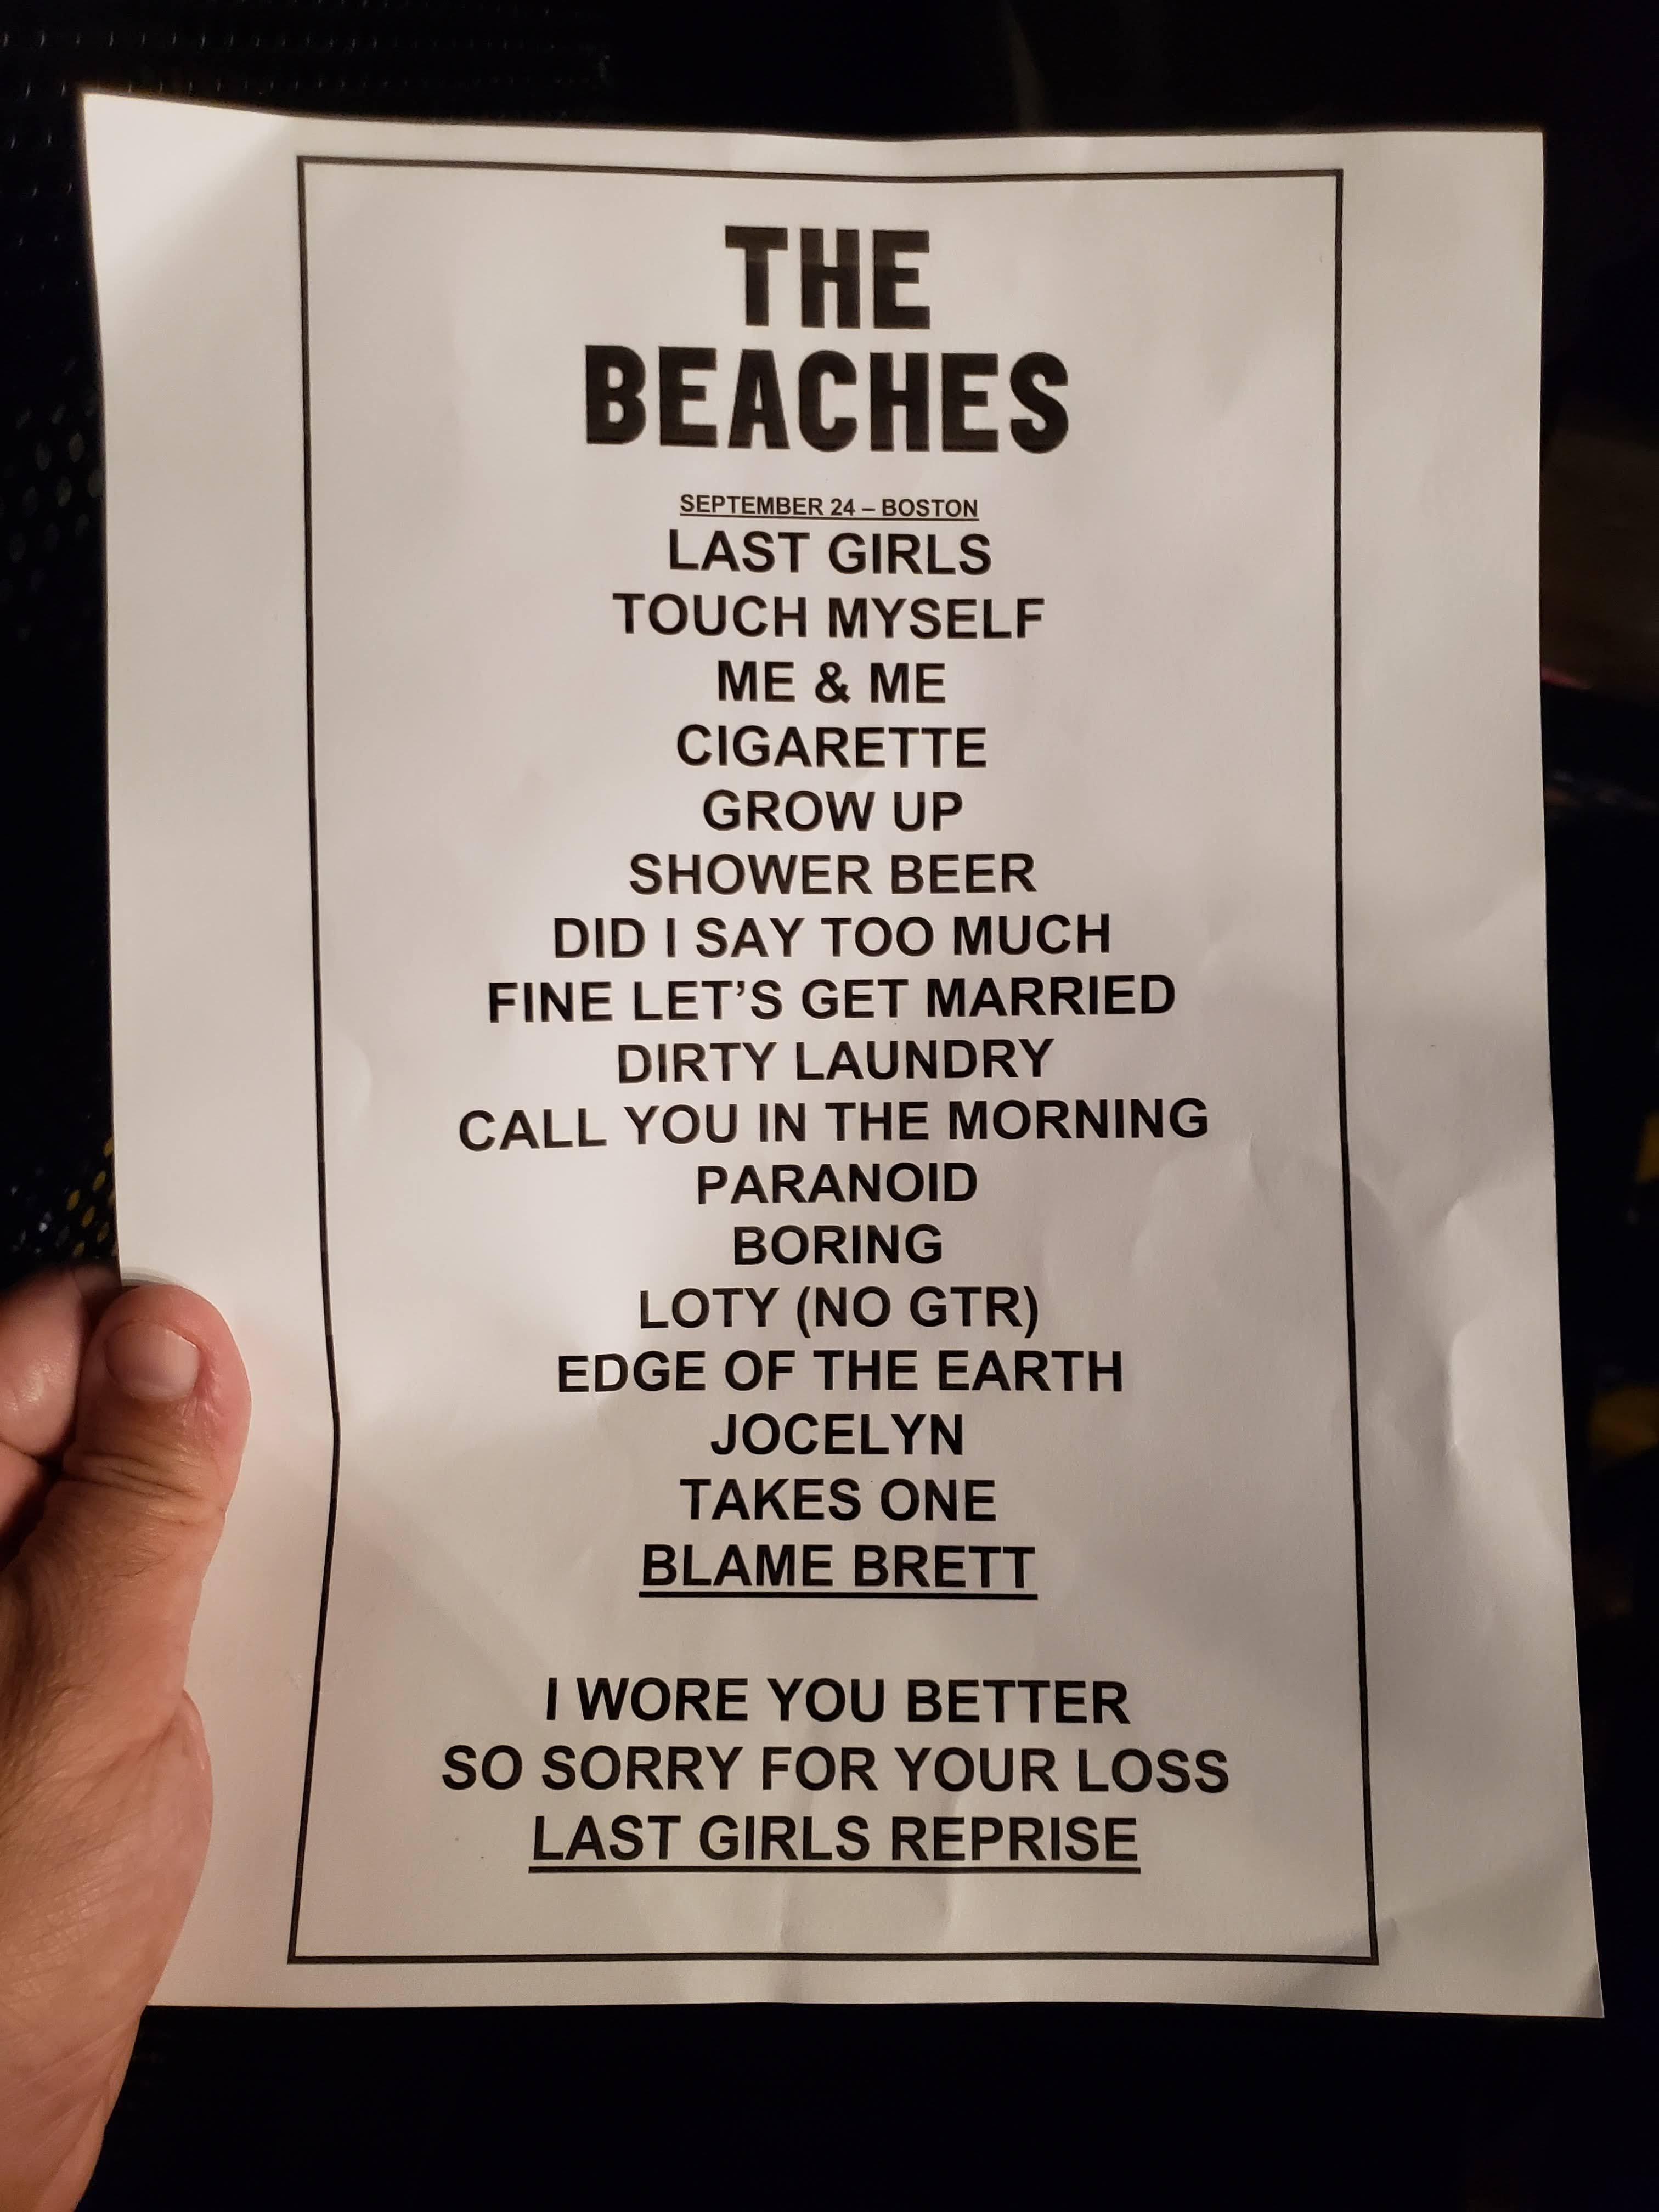 THE
BEACHES
SEPTEMBER 24 – BOSTON
LAST GIRLS
TOUCH MYSELF
ME & ME
CIGARETTE
GROW UP
SHOWER BEER
DID I SAY TOO MUCH
FINE LET’S GET MARRIED
DIRTY LAUNDRY
CALL YOU IN THE MORNING
PARANOID
BORING
LOTY (NO GTR)
EDGE OF THE EARTH
JOCELYN
TAKES ONE
BLAME BRETT
I WORE YOU BETTER
SO SORRY FOR YOUR LOSS
LAST GIRLS REPRISE